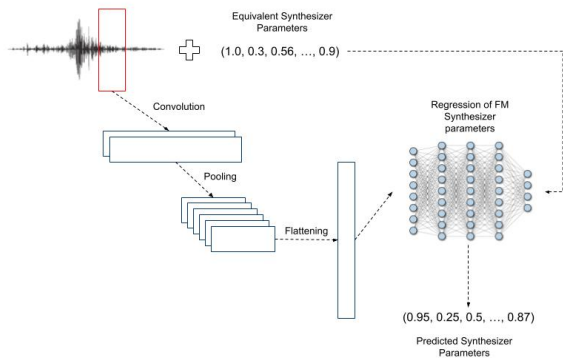 Equivalent Synthesizer
Parameters
(1.0, 0.3, 0.56, ..., 0.9)
Convolution
Regression of FM
Synthesizer
parameters
Pooling
Flattening
(0.95, 0.25, 0.5, ..., 0.87)
Predicted Synthesizer
Parameters